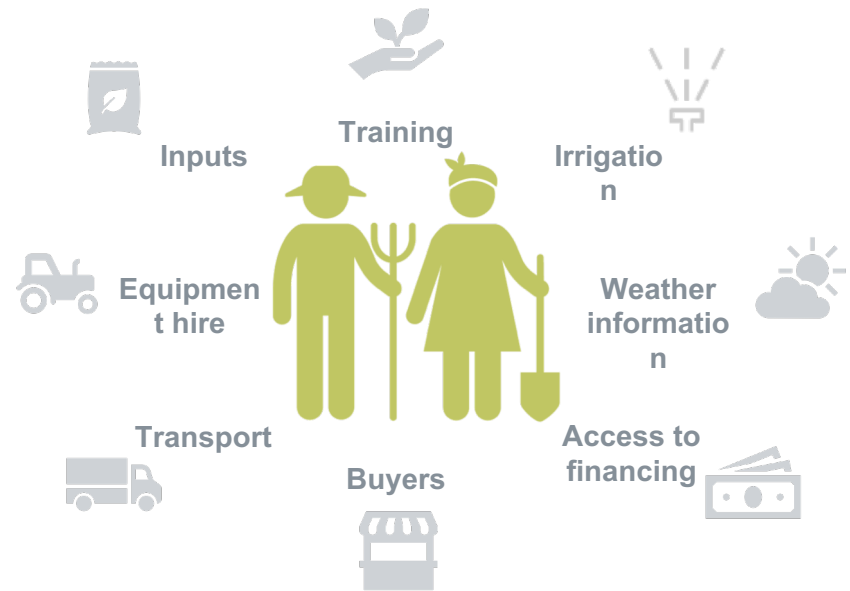 Training
Inputs
Irrigatio
n
Equipmen
t hire
Weather
informatio
n
Transport
Access to
financing
Buyers